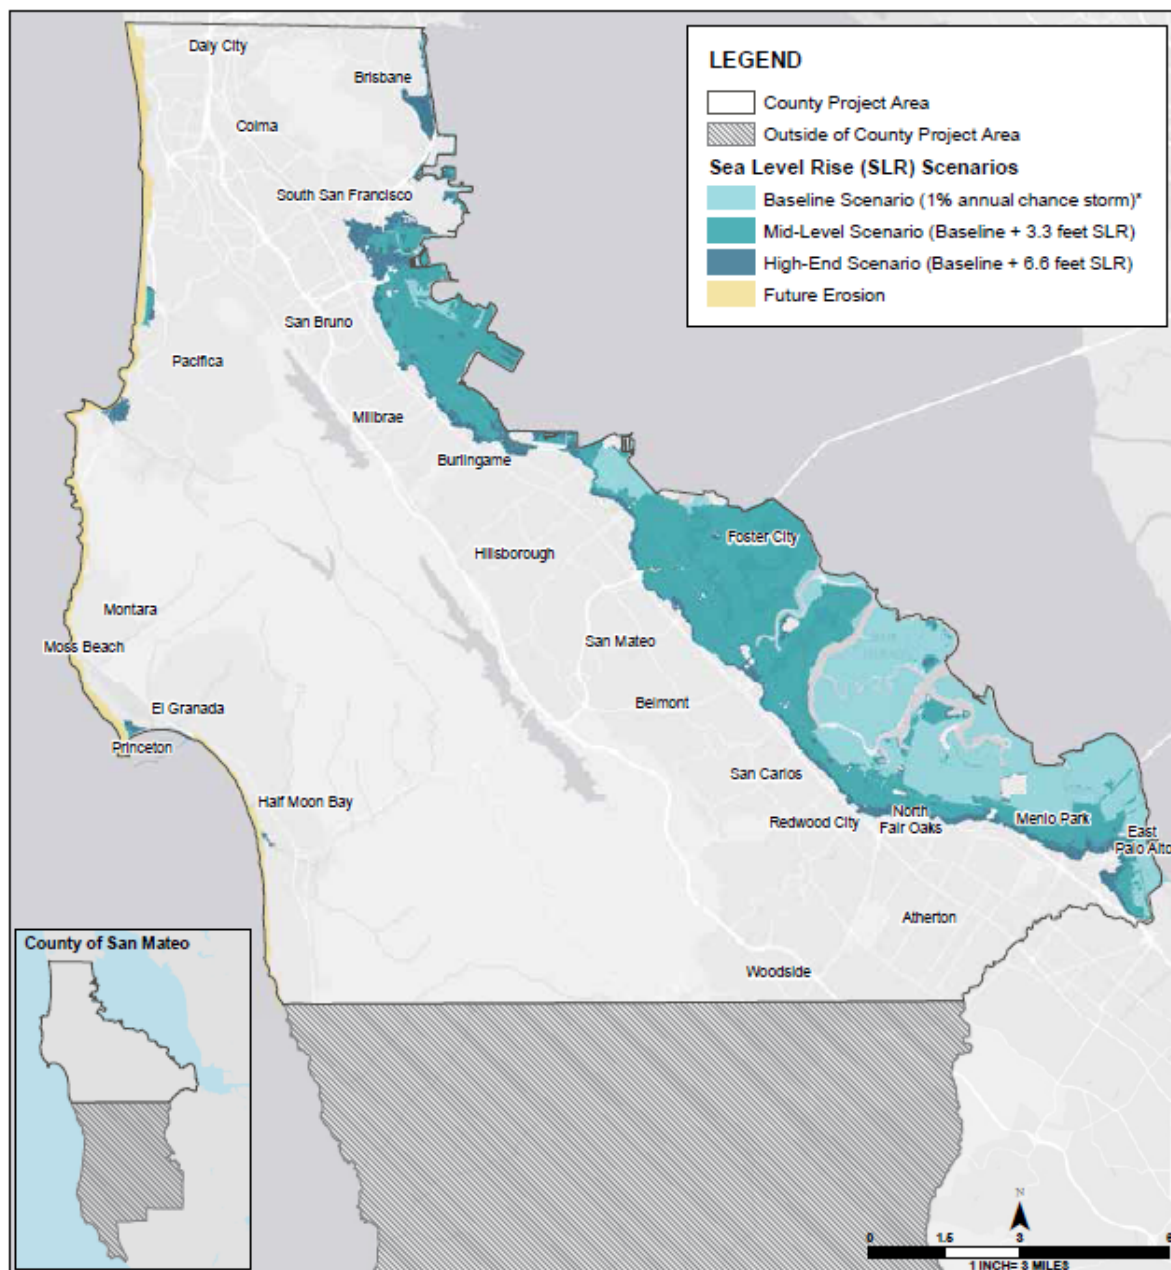 Daly City
Brisbane
Colma
South San Francisco
San Bruno
Pacifica
Millbrae
Burlingame
Foster City
Hillsborough
Montara
Moss Beach
San Mateo
Belmont
El Granada
Princeton
San Carlos
Half Moon Bay
Redwood City
North
Fair Oaks
Menlo Park
East
Palo Alto
Atherton
Woodside
LEGEND
County Project Area
Outside of County Project Area
Sea Level Rise (SLR) Scenarios
Baseline Scenario (1% annual chance storm)*
Mid-Level Scenario (Baseline + 3.3 feet SLR)
High-End Scenario (Baseline + 6.6 feet SLR)
Future Erosion
County of San Mateo
N
0 1.5 3 6
1 INCH= 3 MILES